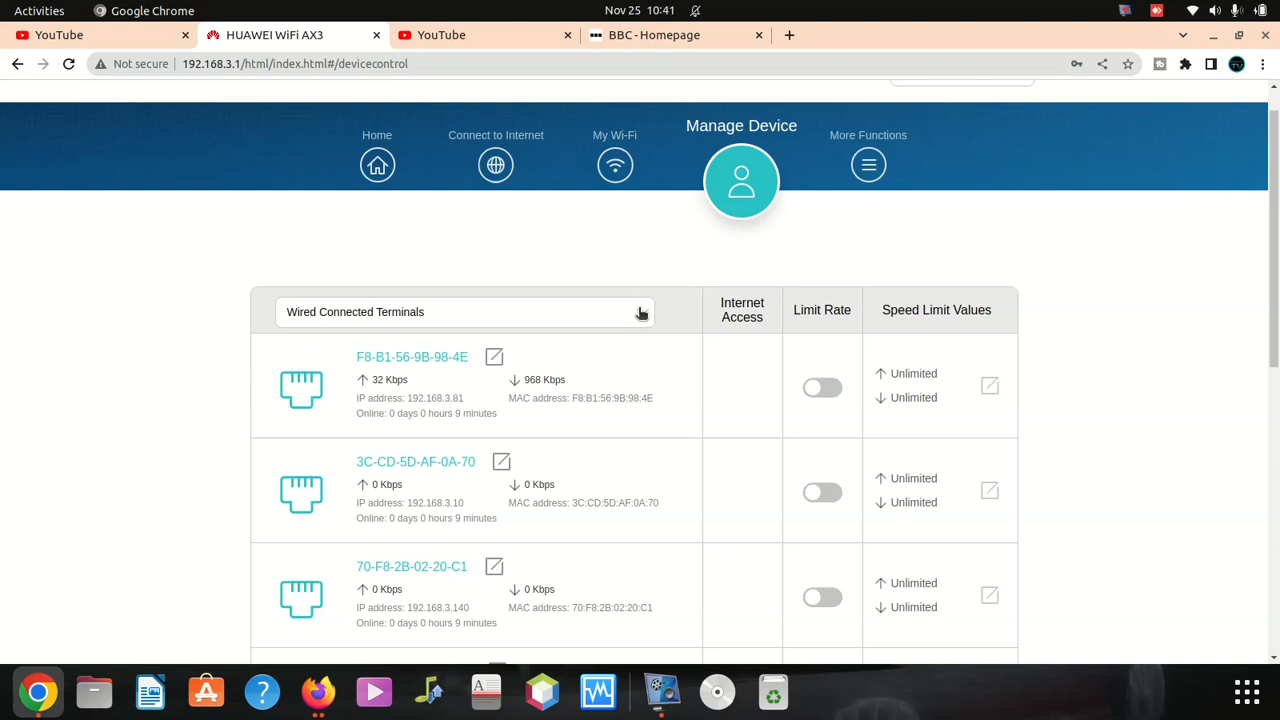 Activities
Google Chrome
Nov 25 10:41
YouTube
HUAWEI WiFi AX3
YouTube
BBC - Homepage
Not secure
192.168.3.1/html/index.html#/devicecontrol
Home
Connect to Internet
My Wi-Fi
Manage Device
More Functions
Wired Connected Terminals
Internet
Access
Limit Rate
Speed Limit Values
F8-B1-56-9B-98-4E
32 Kbps
968 Kbps
IP address: 192.168.3.81
MAC address: F8:B1:56:9B:98:4E
Online: 0 days 0 hours 9 minutes
Unlimited
Unlimited
3C-CD-5D-AF-0A-70
0 Kbps
0 Kbps
IP address: 192.168.3.10
MAC address: 3C:CD:5D:AF:0A:70
Online: 0 days 0 hours 9 minutes
Unlimited
Unlimited
70-F8-2B-02-20-C1
0 Kbps
0 Kbps
IP address: 192.168.3.140
MAC address: 70:F8:2B:02:20:C1
Online: 0 days 0 hours 9 minutes
Unlimited
Unlimited